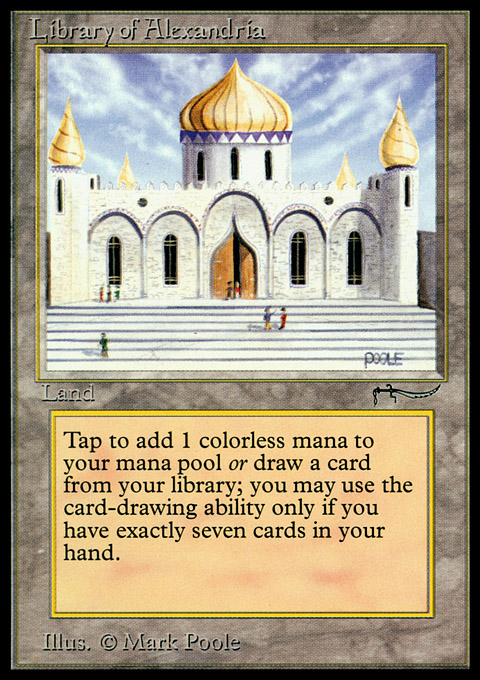 Library of Alexandria
POOLE
Land
Tap to add 1 colorless mana to
your mana pool or draw a card
from your library; you may use the
card-drawing ability only if you
have exactly seven cards in your
hand.
Illus. © Mark Poole